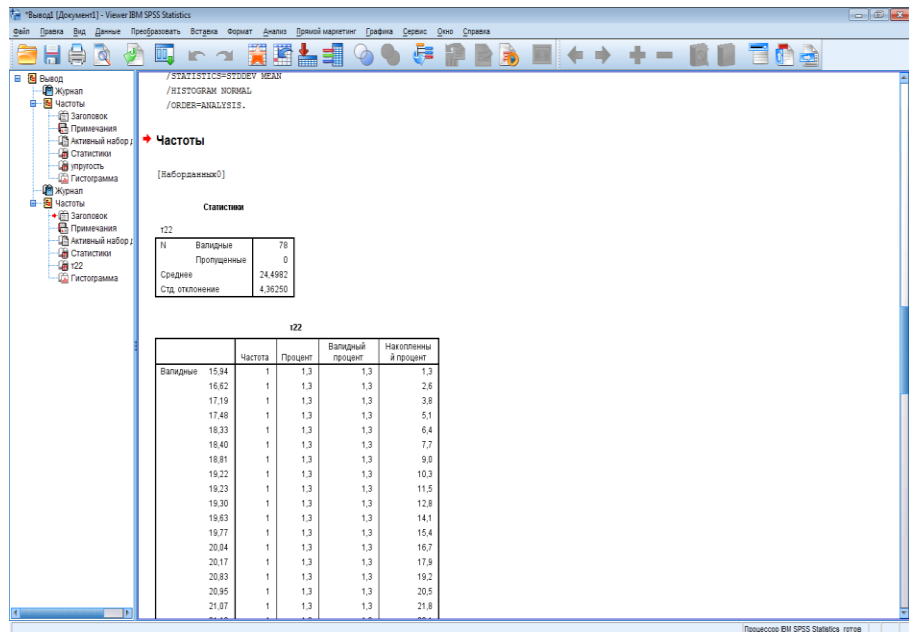 *Вывод1 [Документ1] - Viewer IBM SPSS Statistics
Файл Правка Вид Данные Преобразовать Вставка Формат Анализ Прямой маркетинг Графика Сервис Окно Справка
Вывод
Журнал
Частоты
Заголовок
Примечания
Активный набор д
Статистики
упругость
Гистограмма
Журнал
Частоты
Заголовок
Примечания
Активный набор д
Статистики
т22
Гистограмма
/STATISTICS=STDDEV MEAN
/HISTOGRAM NORMAL
/ORDER=ANALYSIS.
Частоты
[Наборданных0]
Статистики
т22
N Валидные 78
Пропущенные 0
Среднее 24,4982
Стд. отклонение 4,36250
т22
Частота Процент Валидный процент Накопленны й процент
Валидные 15,94 1 1,3 1,3 1,3
16,62 1 1,3 1,3 2,6
17,19 1 1,3 1,3 3,8
17,48 1 1,3 1,3 5,1
18,33 1 1,3 1,3 6,4
18,40 1 1,3 1,3 7,7
18,81 1 1,3 1,3 9,0
19,22 1 1,3 1,3 10,3
19,23 1 1,3 1,3 11,5
19,30 1 1,3 1,3 12,8
19,63 1 1,3 1,3 14,1
19,77 1 1,3 1,3 15,4
20,04 1 1,3 1,3 16,7
20,17 1 1,3 1,3 17,9
20,83 1 1,3 1,3 19,2
20,95 1 1,3 1,3 20,5
21,07 1 1,3 1,3 21,8
Процессор IBM SPSS Statistics готов